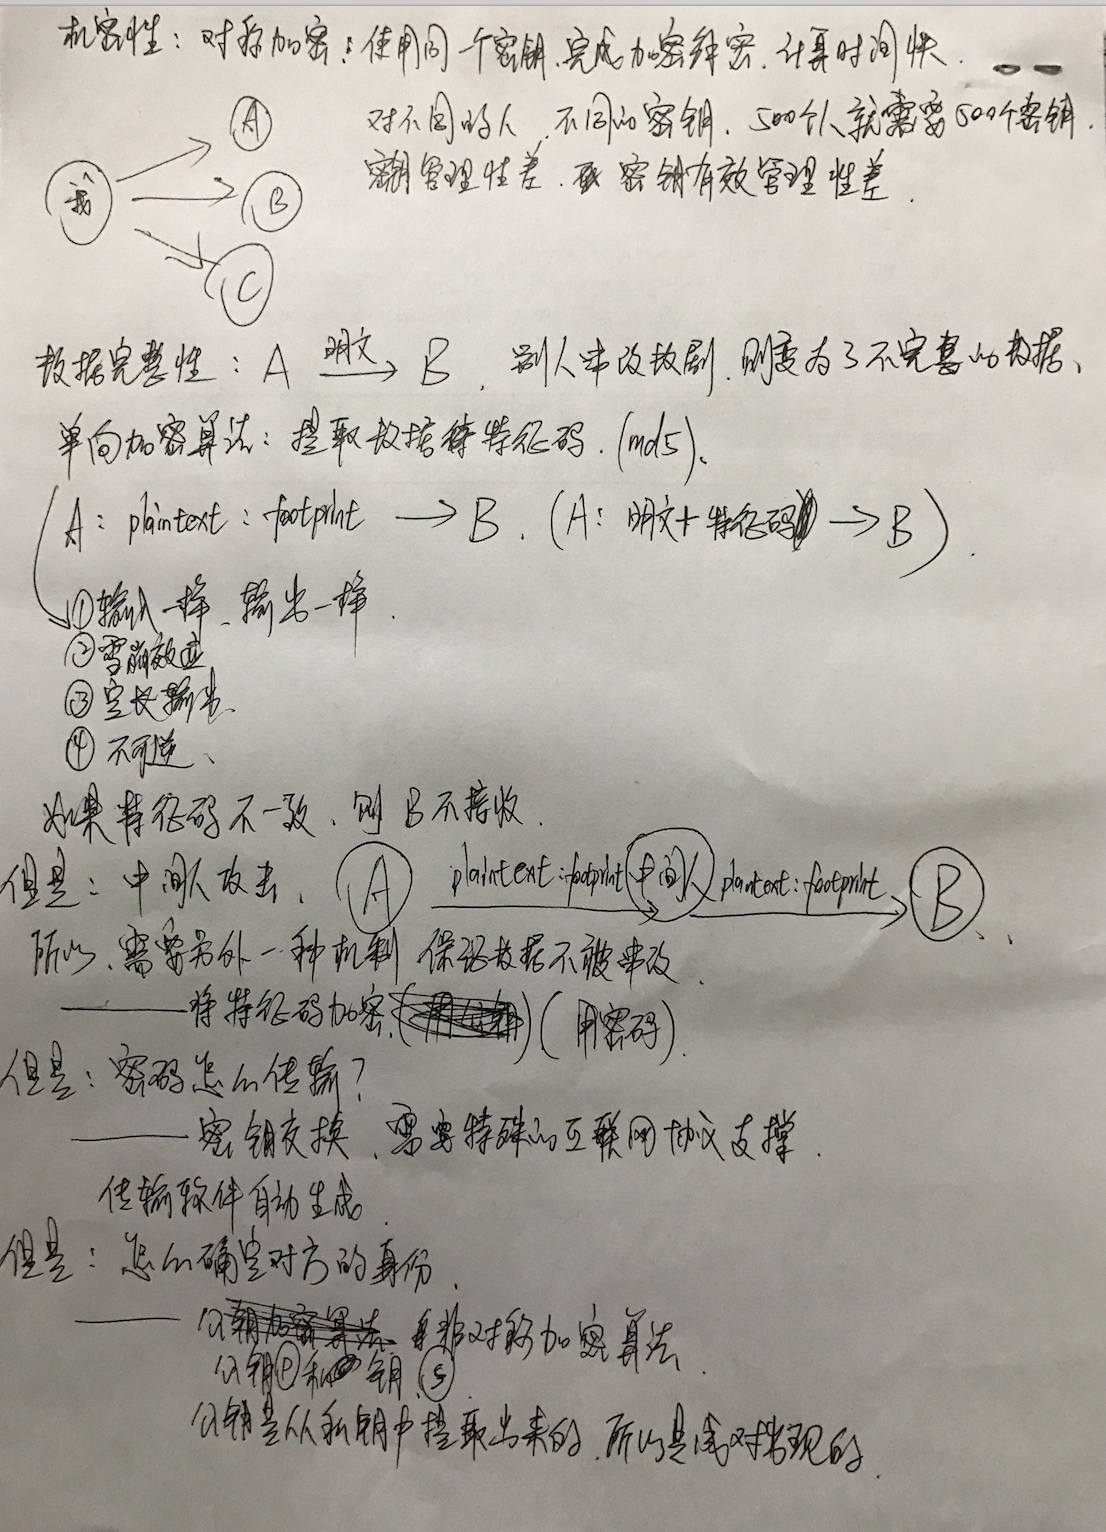 机密性：对称加密：使用同一个密钥，完成加密解密，计算时间快．
对不同的人，不同的密钥，500个人就需要500个密钥．
密钥管理性差．密钥有效管理性差．
我
A
B
C
数据完整性：A 明文→ B ，别人串改数剧，则变为了不完整的数据、
单向加密算法：提取数据特征码．(md5)、
A：plaintext：footprint → B．(A：明文+特征码 → B)．
①输入一样、输出一样．
②雪崩效应
③定长输出、
④不可逆、
如果特征码不一致、则B不接收．
但是：中间人攻击、 A plaintext:footprint 中间人 plaintext:footprint B、、
所以、需要另外一种机制 保证数据不被串改．
——将特征码加密．(用密码)．
但是：密码怎么传输？
——密钥交换、需要特殊的互联网协议支撑．
传输软件自动生成．
但是：怎么确定对方的身份．
——非对称加密算法．
公钥Ⓟ和 钥．Ⓢ
公钥是从私钥中提取出来的．所以是成对出现的．